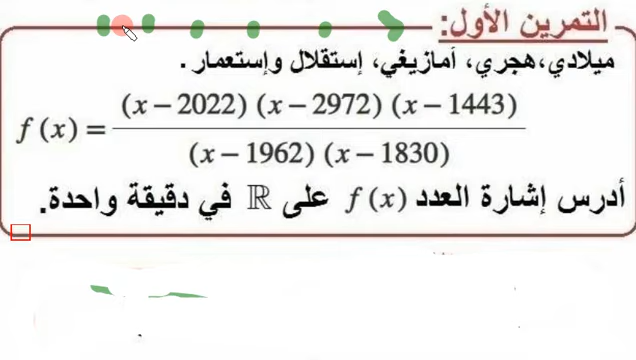 التمرين الأول:
ميلادي،هجري، أمازيغي، إستقلال وإستعمار .
f (x) = (x − 2022) (x − 2972) (x − 1443) / (x − 1962) (x − 1830)
أدرس إشارة العدد f (x) على ℝ في دقيقة واحدة.